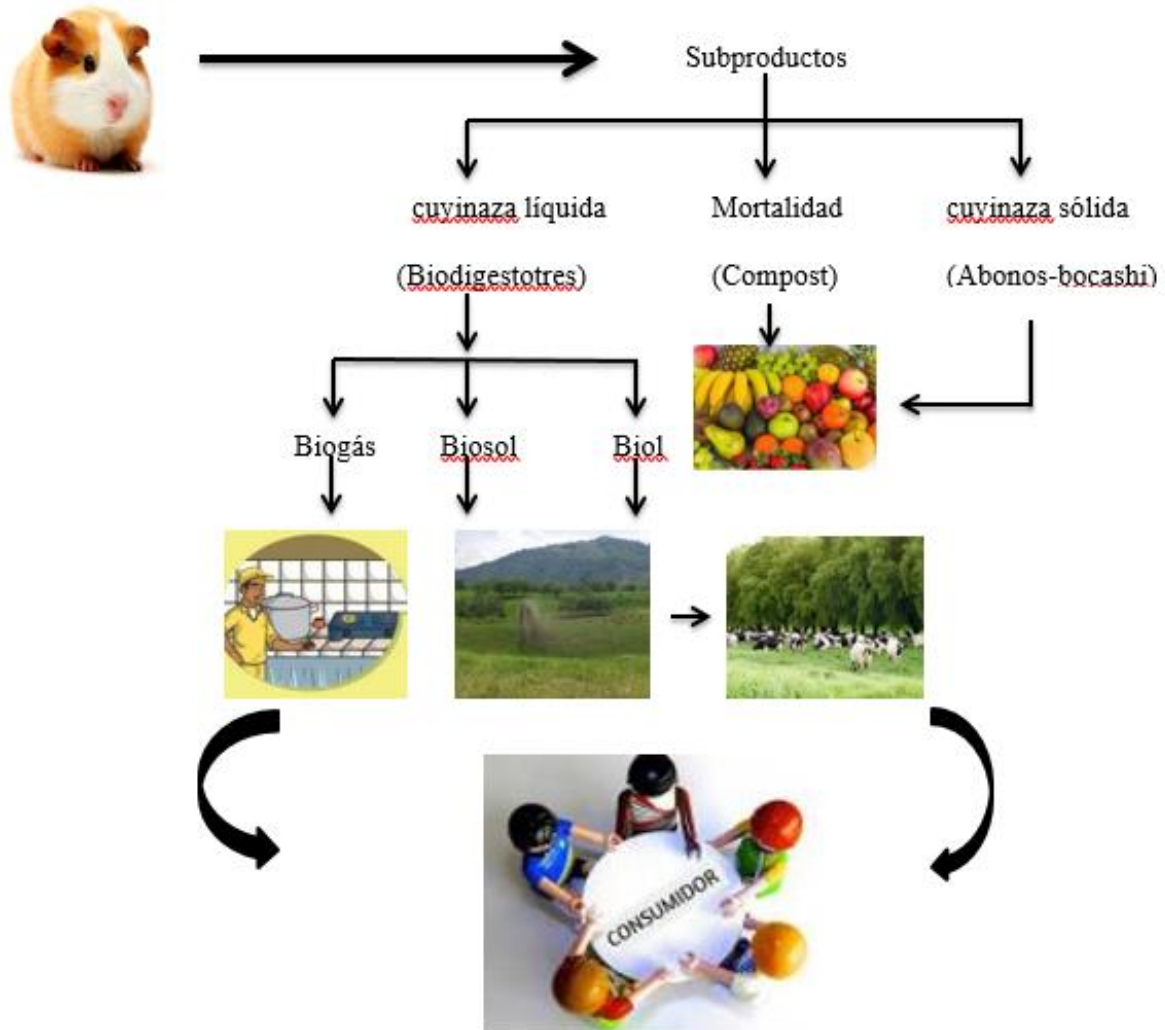 Subproductos
cuyinaza líquida
Mortalidad
cuyinaza sólida
(Biodigestotres)
(Compost)
(Abonos-bocashi)
Biogás
Biosol
Biol
CONSUMIDOR